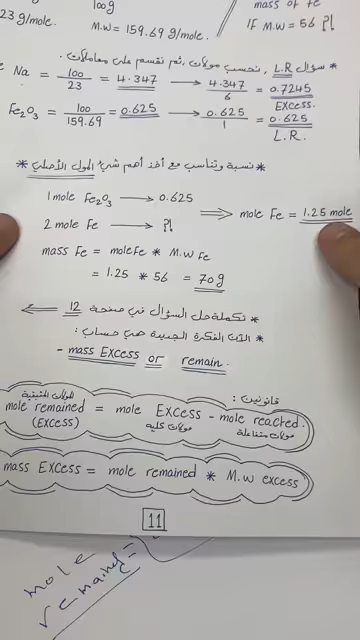 mass of Fe
23 g/mole.
100g
M.W = 159.69 g/mole.
IF M.W = 56 ?!
* سؤال L.R ، نحسب مولات ثم نقسم على معاملات.
Na = 100/23 = 4.347 → 4.347/6 = 0.7245
Excess.
Fe2O3 = 100/159.69 = 0.625 → 0.625/1 = 0.625
L.R.
* نسبة وتناسب مع أخذ أهم شيء المول الأصلي *
1 mole Fe2O3 → 0.625
⇒ mole Fe = 1.25 mole
2 mole Fe → ?!
mass Fe = mole Fe * M.W Fe
= 1.25 * 56 = 70g
* تكملة حل السؤال في صفحة 12 ⇐
* الآن الفكرة الجديدة هي حساب:
- mass Excess or remain.
قانونين:
المولات المتبقية
mole remained = mole Excess - mole reacted.
(Excess) مولات كلية مولات متفاعلة
mass Excess = mole remained * M.W excess
11
mole
remaining =